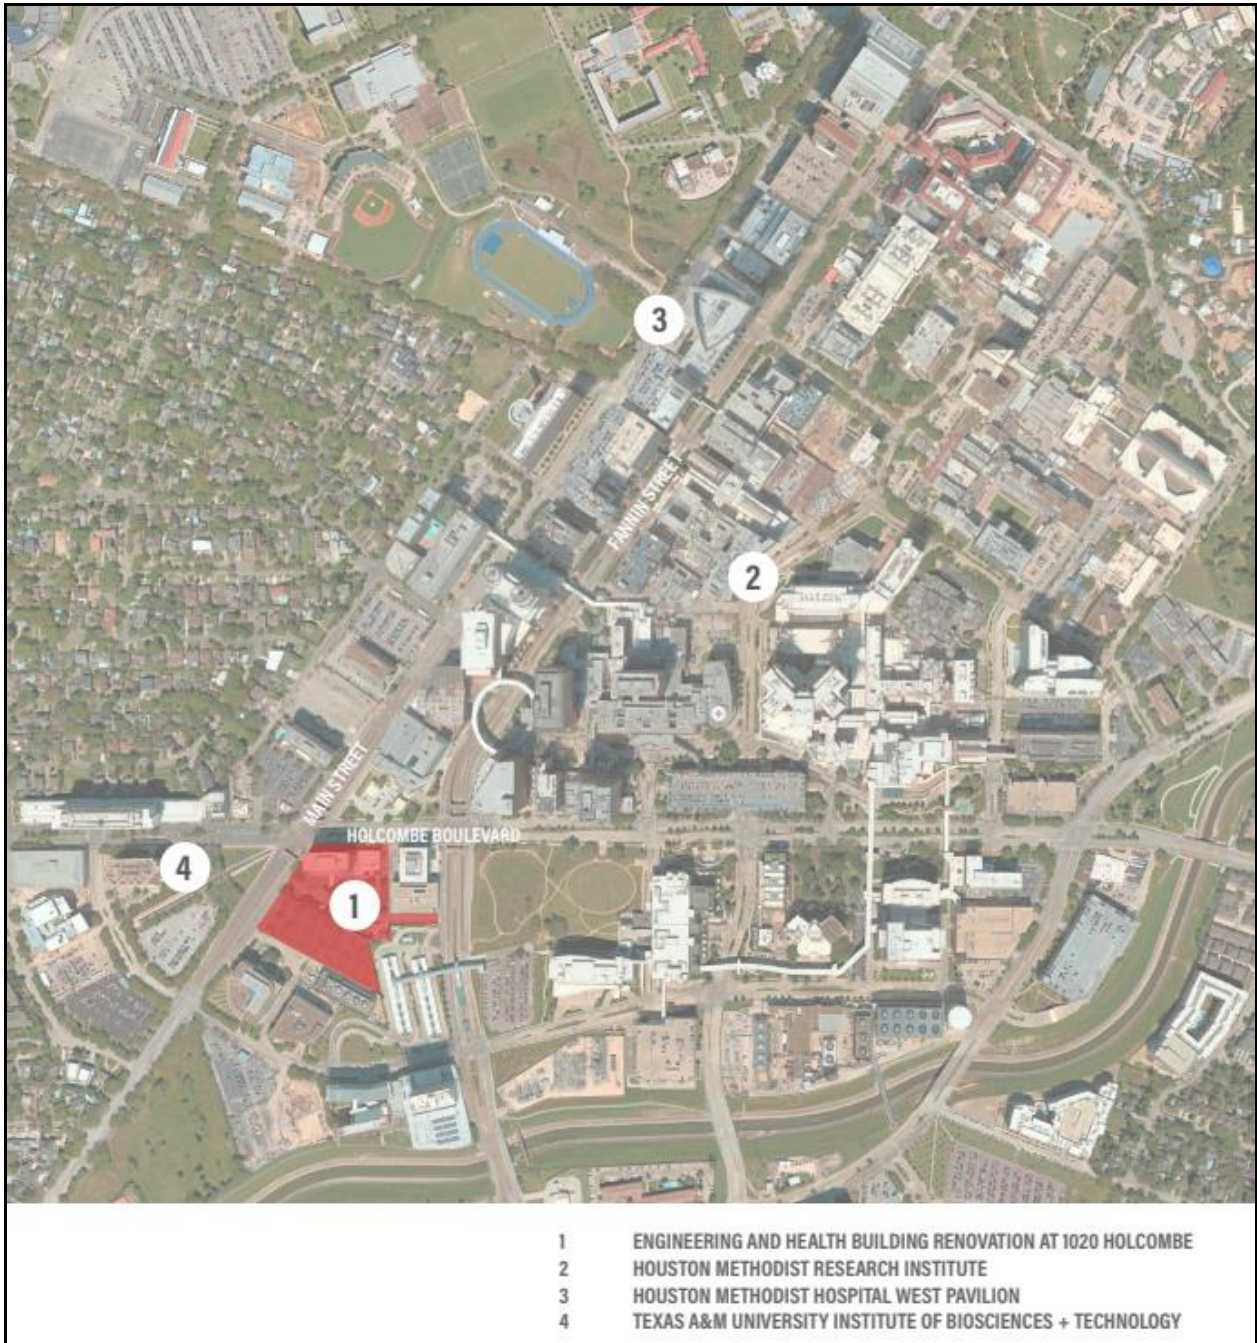 3
FANNIN STREET
2
MAIN STREET
HOLCOMBE BOULEVARD
4
1
1 ENGINEERING AND HEALTH BUILDING RENOVATION AT 1020 HOLCOMBE
2 HOUSTON METHODIST RESEARCH INSTITUTE
3 HOUSTON METHODIST HOSPITAL WEST PAVILION
4 TEXAS A&M UNIVERSITY INSTITUTE OF BIOSCIENCES + TECHNOLOGY